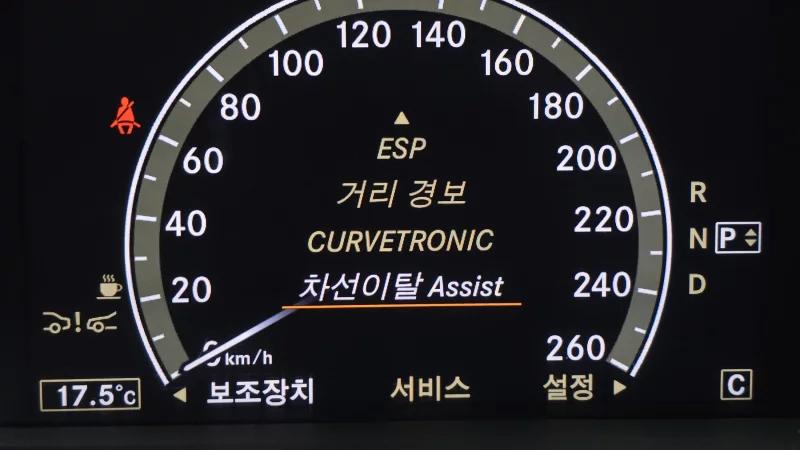 120 140
100 160
80 180
60 200
40 220
20 240
0 260
km/h
ESP
거리 경보
CURVETRONIC
차선이탈 Assist
R
N P
D
17.5°C
보조장치 서비스 설정
C